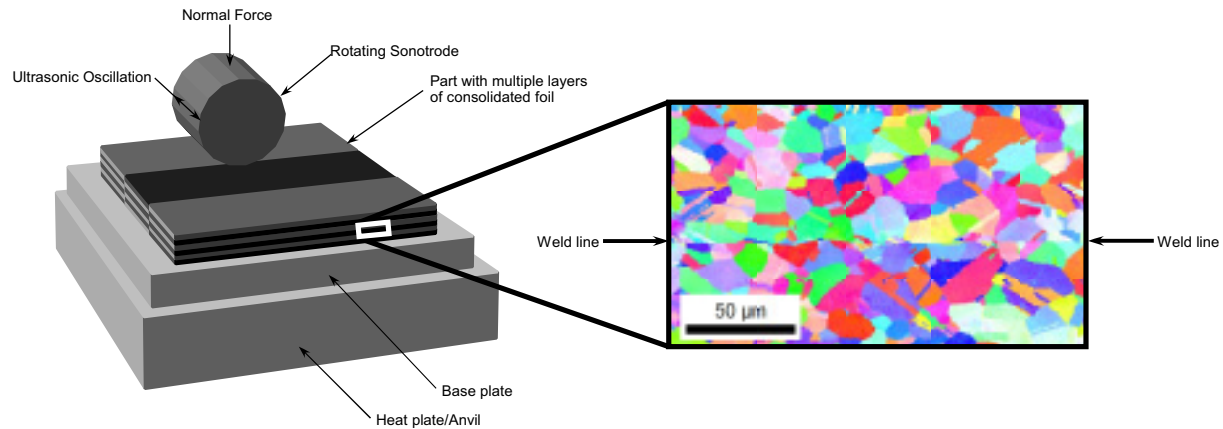 Normal Force
Rotating Sonotrode
Ultrasonic Oscillation
Part with multiple layers
of consolidated foil
Weld line
Weld line
50 µm
Base plate
Heat plate/Anvil